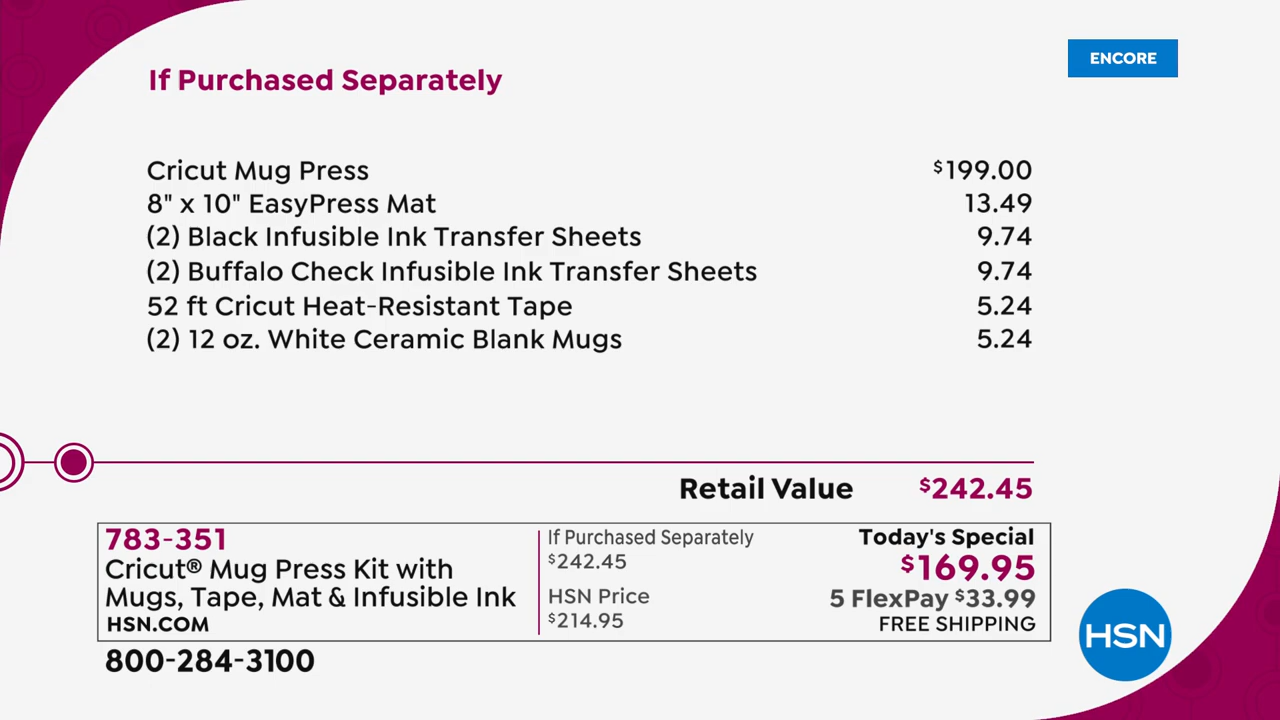 ENCORE
If Purchased Separately
Cricut Mug Press $199.00
8" x 10" EasyPress Mat 13.49
(2) Black Infusible Ink Transfer Sheets 9.74
(2) Buffalo Check Infusible Ink Transfer Sheets 9.74
52 ft Cricut Heat-Resistant Tape 5.24
(2) 12 oz. White Ceramic Blank Mugs 5.24
Retail Value $242.45
783-351
Cricut® Mug Press Kit with
Mugs, Tape, Mat & Infusible Ink
HSN.COM
If Purchased Separately
$242.45
HSN Price
$214.95
Today's Special
$169.95
5 FlexPay $33.99
FREE SHIPPING
800-284-3100
HSN